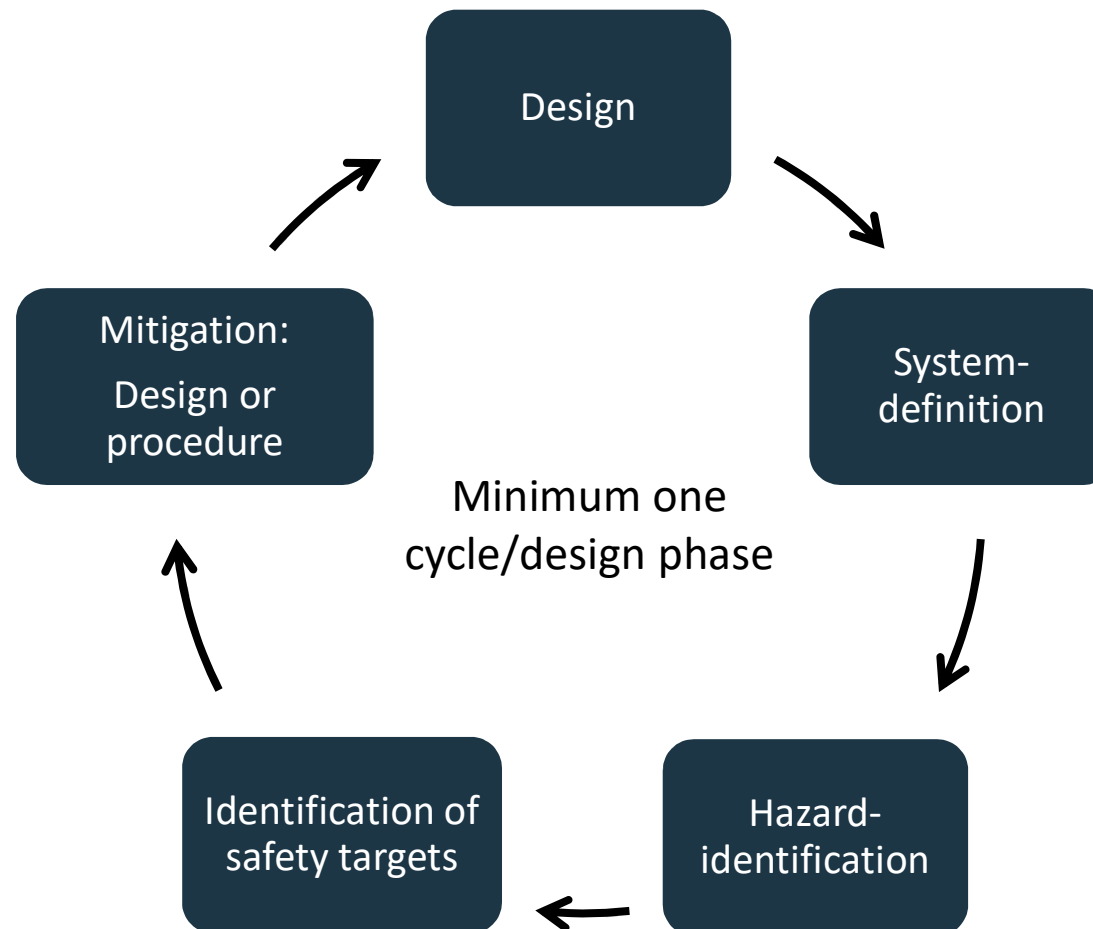 Design
Mitigation:
Design or
procedure
System-
definition
Minimum one
cycle/design phase
Identification of
safety targets
Hazard-
identification